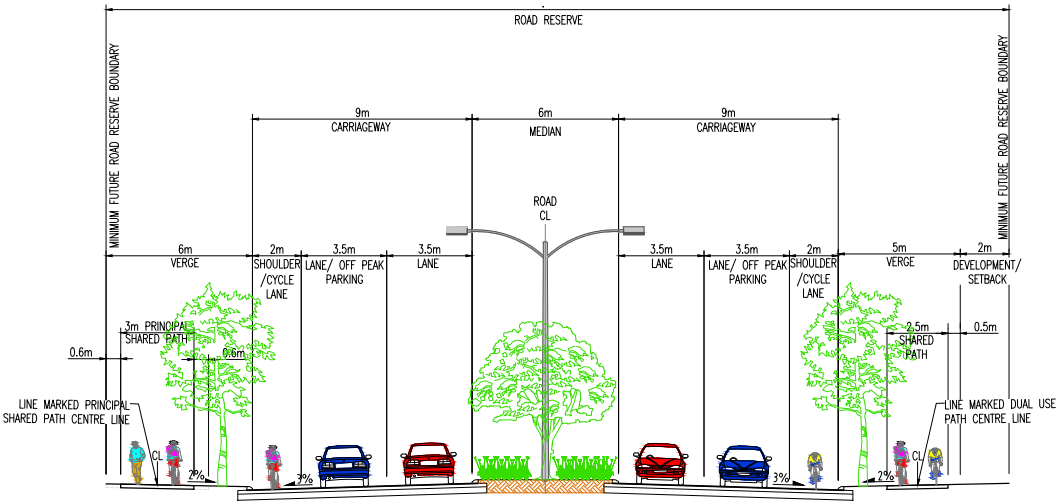 ROAD RESERVE
MINIMUM FUTURE ROAD RESERVE BOUNDARY
MINIMUM FUTURE ROAD RESERVE BOUNDARY
9m
CARRIAGEWAY
6m
MEDIAN
9m
CARRIAGEWAY
ROAD
CL
6m
VERGE
2m
SHOULDER
/CYCLE
LANE
3.5m
LANE/ OFF PEAK
PARKING
3.5m
LANE
3.5m
LANE
3.5m
LANE/ OFF PEAK
PARKING
2m
SHOULDER
/CYCLE
LANE
5m
VERGE
2m
DEVELOPMENT/
SETBACK
3m PRINCIPAL
SHARED PATH
0.6m
0.6m
2.5m
SHARED
PATH
0.5m
LINE MARKED PRINCIPAL
SHARED PATH CENTRE LINE
LINE MARKED DUAL USE
PATH CENTRE LINE
CL
2%
3%
3%
2%
CL